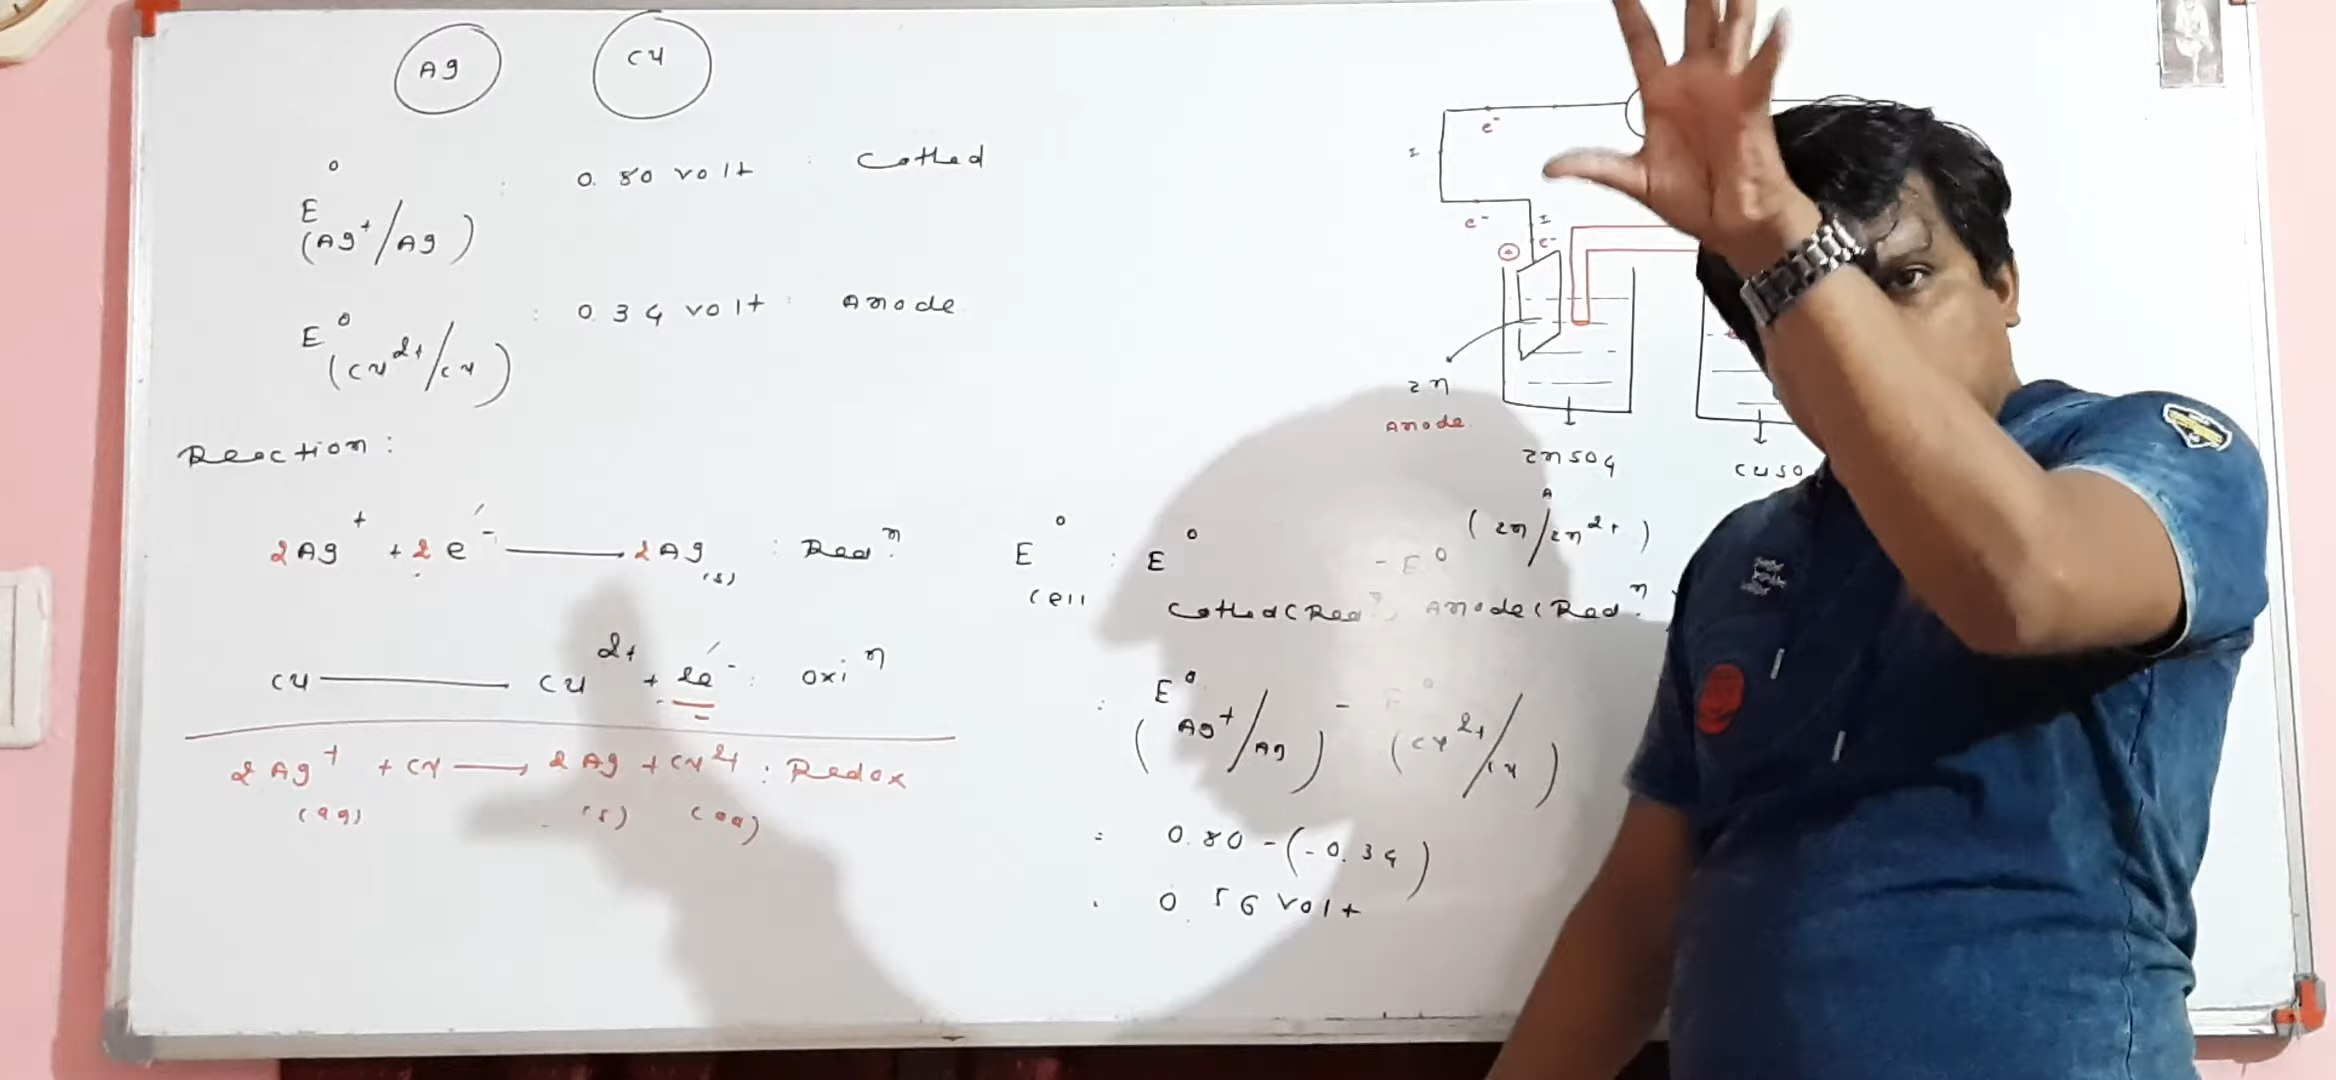 Ag Cu
E° (Ag⁺/Ag) : 0.80 volt : Cathod
E° (Cu²⁺/Cu) : 0.34 volt : Anode
Reaction :
2Ag⁺ + 2e⁻ ⟶ 2Ag (s) : Redⁿ.
Cu ⟶ Cu²⁺ + 2e⁻ : oxiⁿ
2Ag⁺ + Cu ⟶ 2Ag + Cu²⁺ : Redox
(aq) (s) (aq)
e⁻
I
e⁻ I
e⁻
Zn
Anode
ZnSO4 CuSO
A
(Zn/Zn²⁺)
E° cell : E° Cathod (Redⁿ) - E° Anode (Redⁿ
: E° (Ag⁺/Ag) - E° (Cu²⁺/Cu)
= 0.80 - (-0.34)
0.56 volt